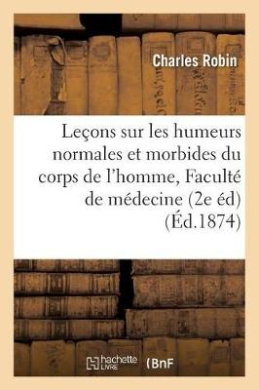 Charles Robin
Leçons sur les humeurs normales et morbides du
corps de l'homme, Faculté de médecine (2e éd)
(Éd.1874)
hachette
LIVRE
{BnF